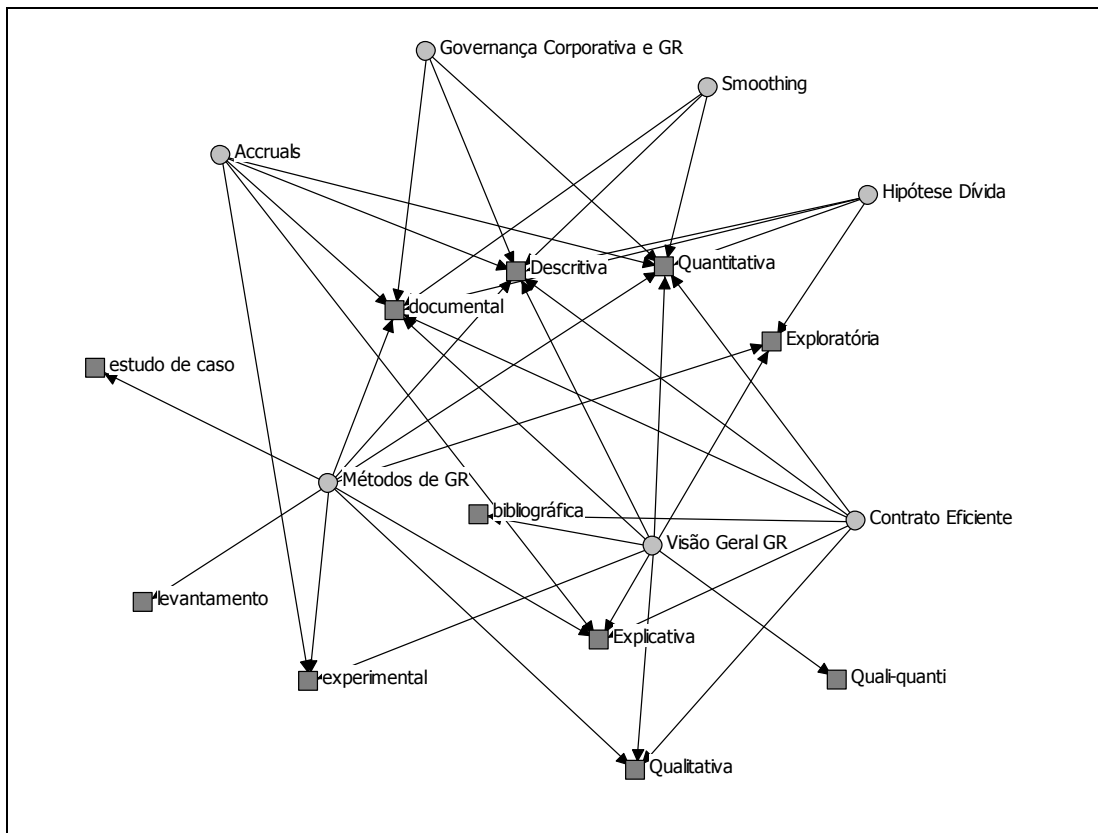 Governança Corporativa e GR
Smoothing
Accruals
Hipótese Dívida
Descritiva
Quantitativa
documental
Exploratória
estudo de caso
Métodos de GR
bibliográfica
Contrato Eficiente
Visão Geral GR
levantamento
Explicativa
experimental
Quali-quanti
Qualitativa